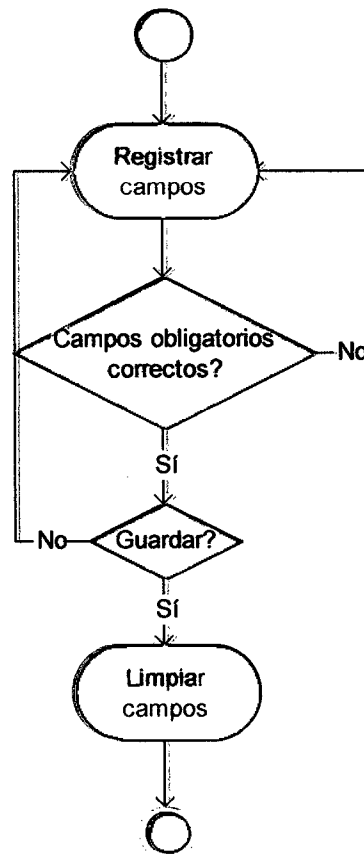 Registrar
campos
Campos obligatorios
correctos?
No
Sí
No
Guardar?
Sí
Limpiar
campos